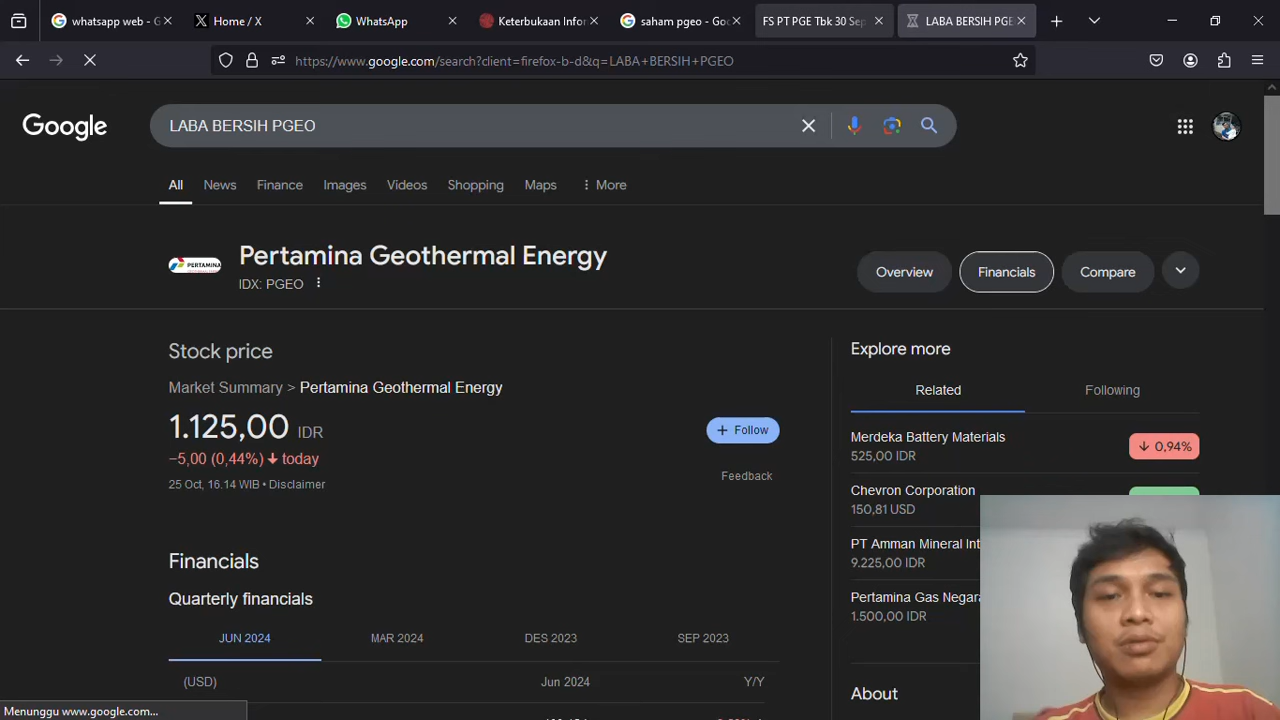 whatsapp web - G
Home / X
WhatsApp
Keterbukaan Infor
saham pgeo - Goo
FS PT PGE Tbk 30 Sep
LABA BERSIH PGE
https://www.google.com/search?client=firefox-b-d&q=LABA+BERSIH+PGEO
Google
LABA BERSIH PGEO
All News Finance Images Videos Shopping Maps More
PERTAMINA
Pertamina Geothermal Energy
IDX: PGEO
Overview Financials Compare
Stock price
Market Summary > Pertamina Geothermal Energy
1.125,00 IDR
−5,00 (0,44%) today
25 Oct, 16.14 WIB • Disclaimer
+ Follow
Feedback
Financials
Quarterly financials
JUN 2024 MAR 2024 DES 2023 SEP 2023
(USD) Jun 2024 Y/Y
Explore more
Related Following
Merdeka Battery Materials
525,00 IDR
0,94%
Chevron Corporation
150,81 USD
PT Amman Mineral Int
9.225,00 IDR
Pertamina Gas Negara
1.500,00 IDR
About
Menunggu www.google.com...